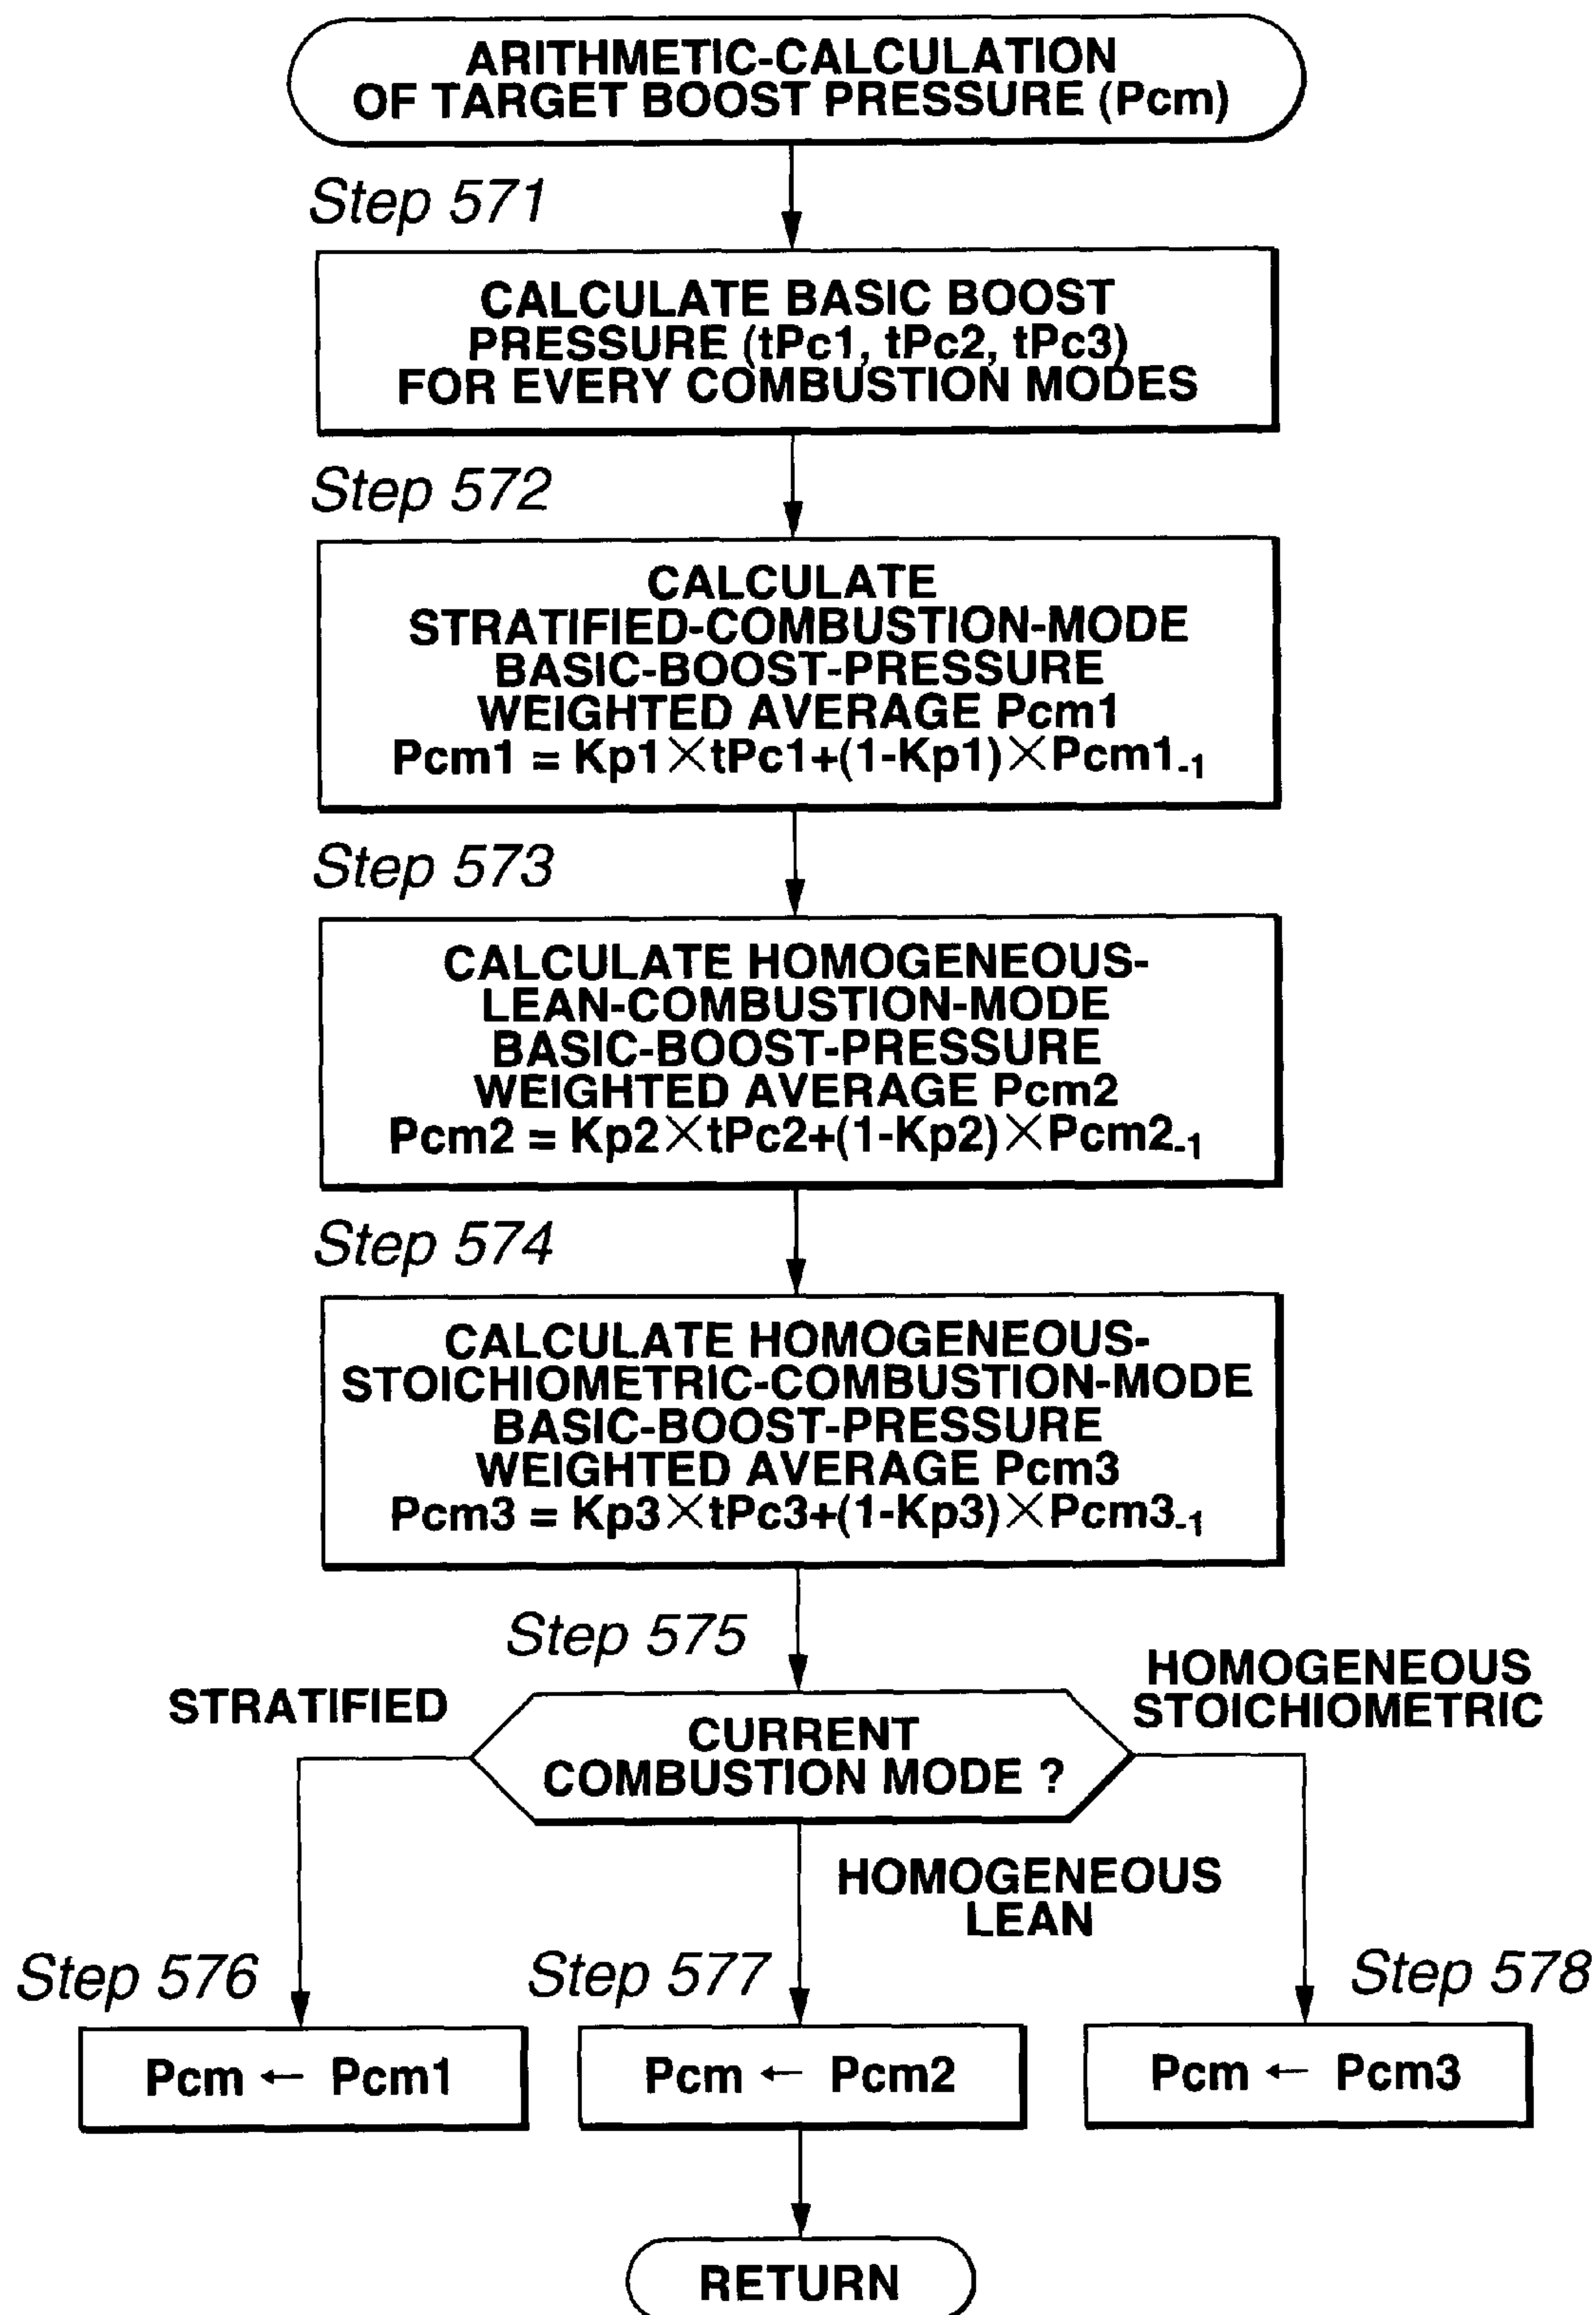 ARITHMETIC-CALCULATION
OF TARGET BOOST PRESSURE (Pcm)
Step 571
CALCULATE BASIC BOOST
PRESSURE (tPc1, tPc2, tPc3)
FOR EVERY COMBUSTION MODES
Step 572
CALCULATE
STRATIFIED-COMBUSTION-MODE
BASIC-BOOST-PRESSURE
WEIGHTED AVERAGE Pcm1
Pcm1 = Kp1×tPc1+(1-Kp1)×Pcm1-1
Step 573
CALCULATE HOMOGENEOUS-
LEAN-COMBUSTION-MODE
BASIC-BOOST-PRESSURE
WEIGHTED AVERAGE Pcm2
Pcm2 = Kp2×tPc2+(1-Kp2)×Pcm2-1
Step 574
CALCULATE HOMOGENEOUS-
STOICHIOMETRIC-COMBUSTION-MODE
BASIC-BOOST-PRESSURE
WEIGHTED AVERAGE Pcm3
Pcm3 = Kp3×tPc3+(1-Kp3)×Pcm3-1
Step 575
STRATIFIED
HOMOGENEOUS
STOICHIOMETRIC
CURRENT
COMBUSTION MODE ?
HOMOGENEOUS
LEAN
Step 576
Step 577
Step 578
Pcm ← Pcm1
Pcm ← Pcm2
Pcm ← Pcm3
RETURN